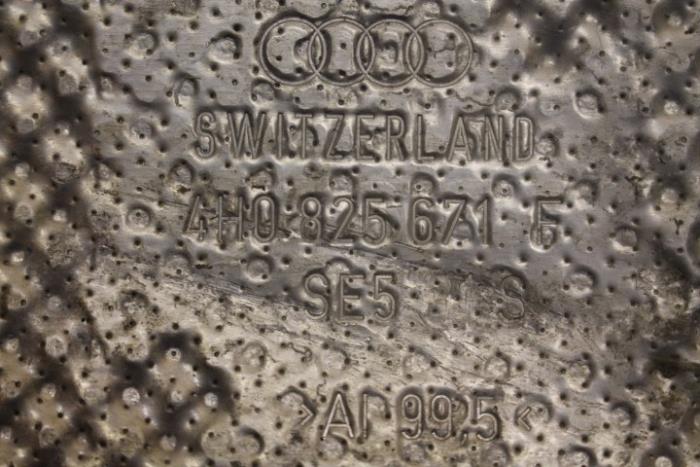 SWITZERLAND
4H0 825 671
SE5 S
>Al 99,5<